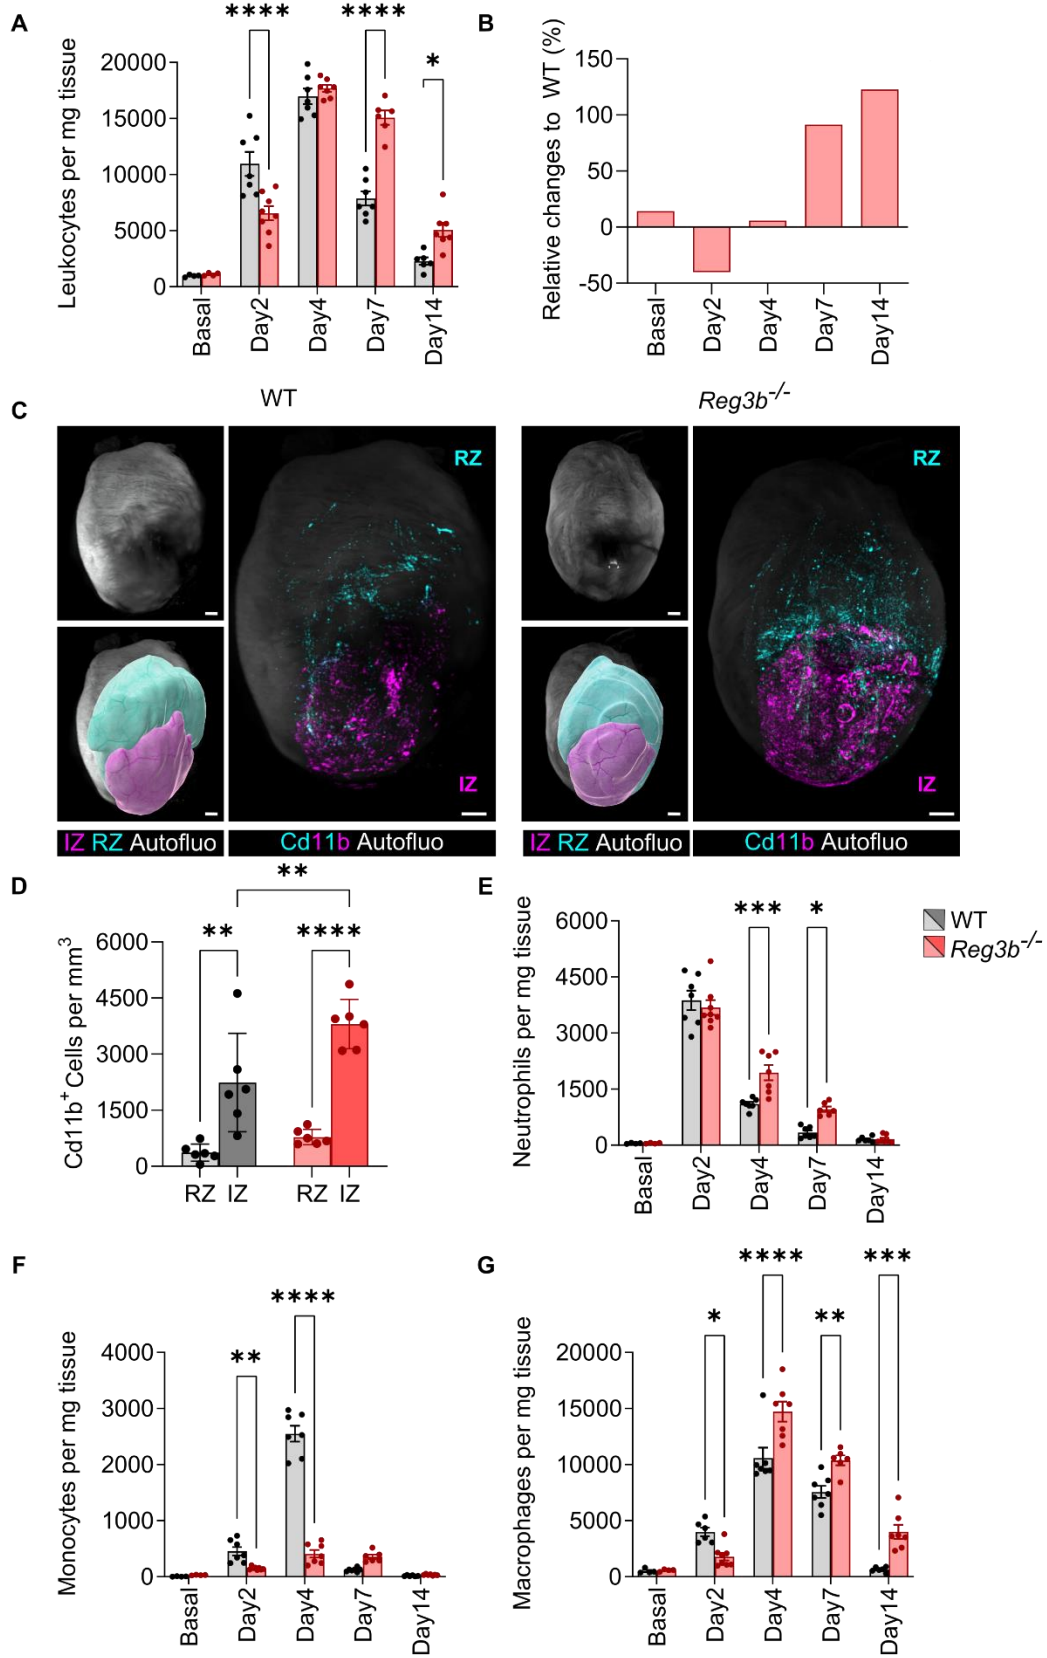 A
Leukocytes per mg tissue
20000
15000
10000
5000
0
**** **** *
Basal Day2 Day4 Day7 Day14
B
Relative changes to WT (%)
150
100
50
0
-50
Basal Day2 Day4 Day7 Day14
C
WT
Reg3b-/-
RZ
IZ
RZ
IZ
IZ RZ Autofluo
Cd11b Autofluo
IZ RZ Autofluo
Cd11b Autofluo
D
Cd11b+ Cells per mm3
6000
4500
3000
1500
0
**
** ****
RZ IZ RZ IZ
E
Neutrophils per mg tissue
6000
4500
3000
1500
0
*** *
Basal Day2 Day4 Day7 Day14
WT
Reg3b-/-
F
Monocytes per mg tissue
4000
3000
2000
1000
0
** ****
Basal Day2 Day4 Day7 Day14
G
Macrophages per mg tissue
20000
15000
10000
5000
0
* **** ** ***
Basal Day2 Day4 Day7 Day14